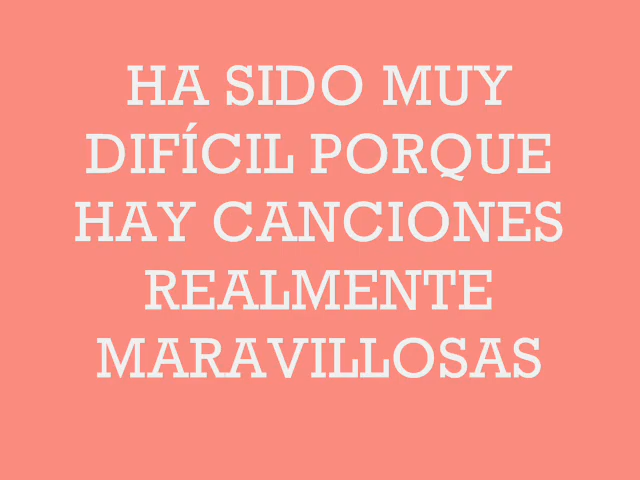 HA SIDO MUY
DIFÍCIL PORQUE
HAY CANCIONES
REALMENTE
MARAVILLOSAS